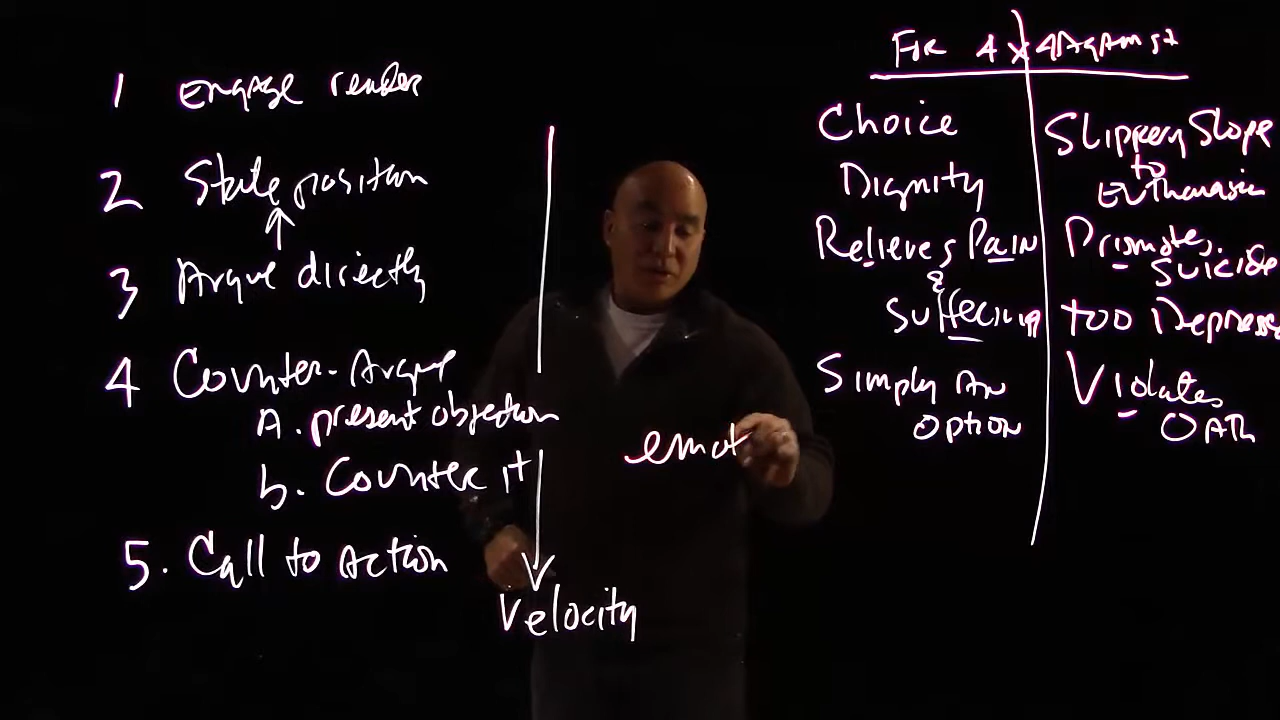 1 Engage reader
2 State position
3 Argue directly
4 Counter-Argue
A. present objection
b. Counter it
5. Call to Action
Velocity
emot
For 4 x 4 Against
Choice
Dignity
Relieves Pain
&
Suffering
Simply An
Option
Slippery Slope
to
Euthanasia
Promotes
Suicide
too Depress
Violates
OATh